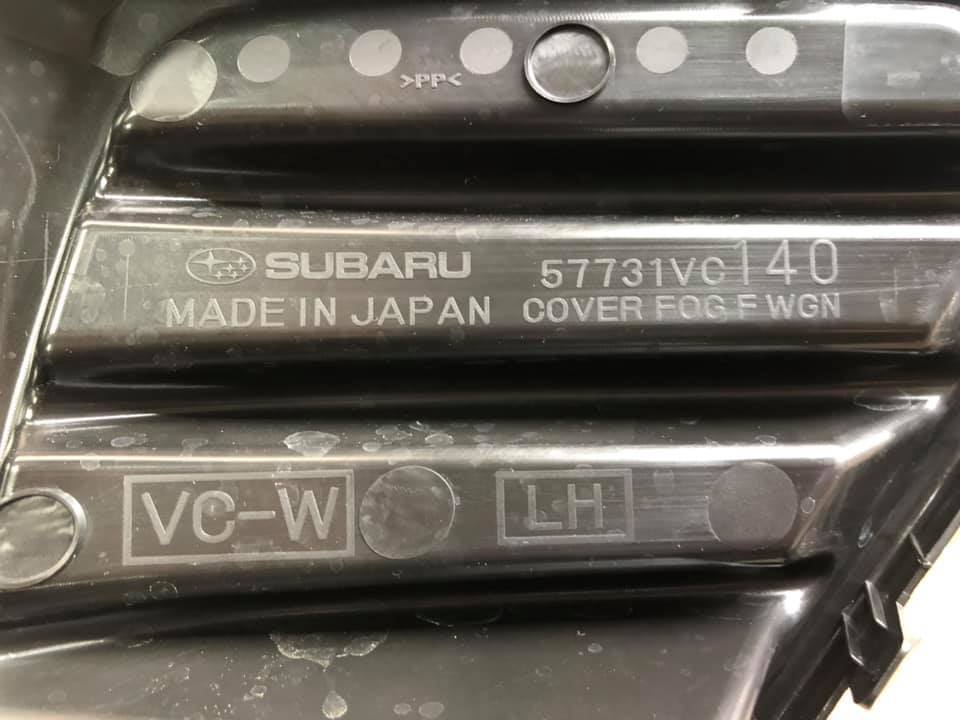 >PP<
SUBARU 57731VC140
MADE IN JAPAN COVER FOG F WGN
VC-W LH